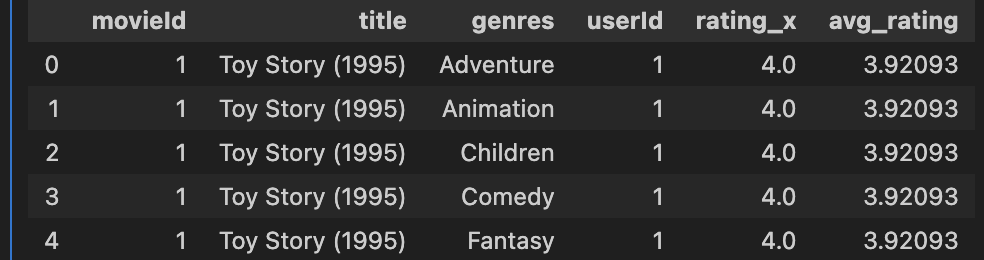 movieId title genres userId rating_x avg_rating
0 1 Toy Story (1995) Adventure 1 4.0 3.92093
1 1 Toy Story (1995) Animation 1 4.0 3.92093
2 1 Toy Story (1995) Children 1 4.0 3.92093
3 1 Toy Story (1995) Comedy 1 4.0 3.92093
4 1 Toy Story (1995) Fantasy 1 4.0 3.92093